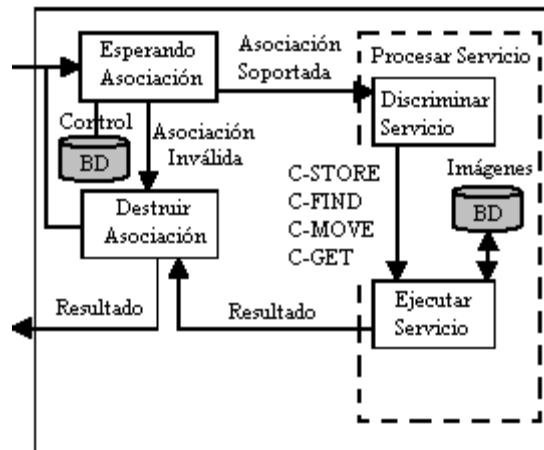 Esperando
Asociación
Asociación
Soportada
Procesar Servicio
Discriminar
Servicio
Control
BD
Asociación
Inválida
C-STORE
C-FIND
C-MOVE
C-GET
Imágenes
BD
Destruir
Asociación
Ejecutar
Servicio
Resultado
Resultado